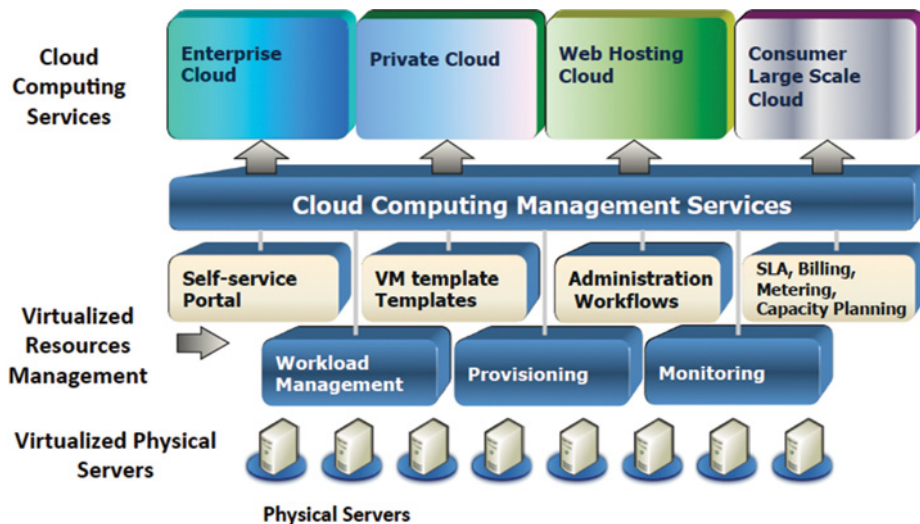 Cloud
Computing
Services
Enterprise
Cloud
Private Cloud
Web Hosting
Cloud
Consumer
Large Scale
Cloud
Cloud Computing Management Services
Self-service
Portal
VM template
Templates
Administration
Workflows
SLA, Billing,
Metering,
Capacity Planning
Virtualized
Resources
Management
Workload
Management
Provisioning
Monitoring
Virtualized Physical
Servers
Physical Servers